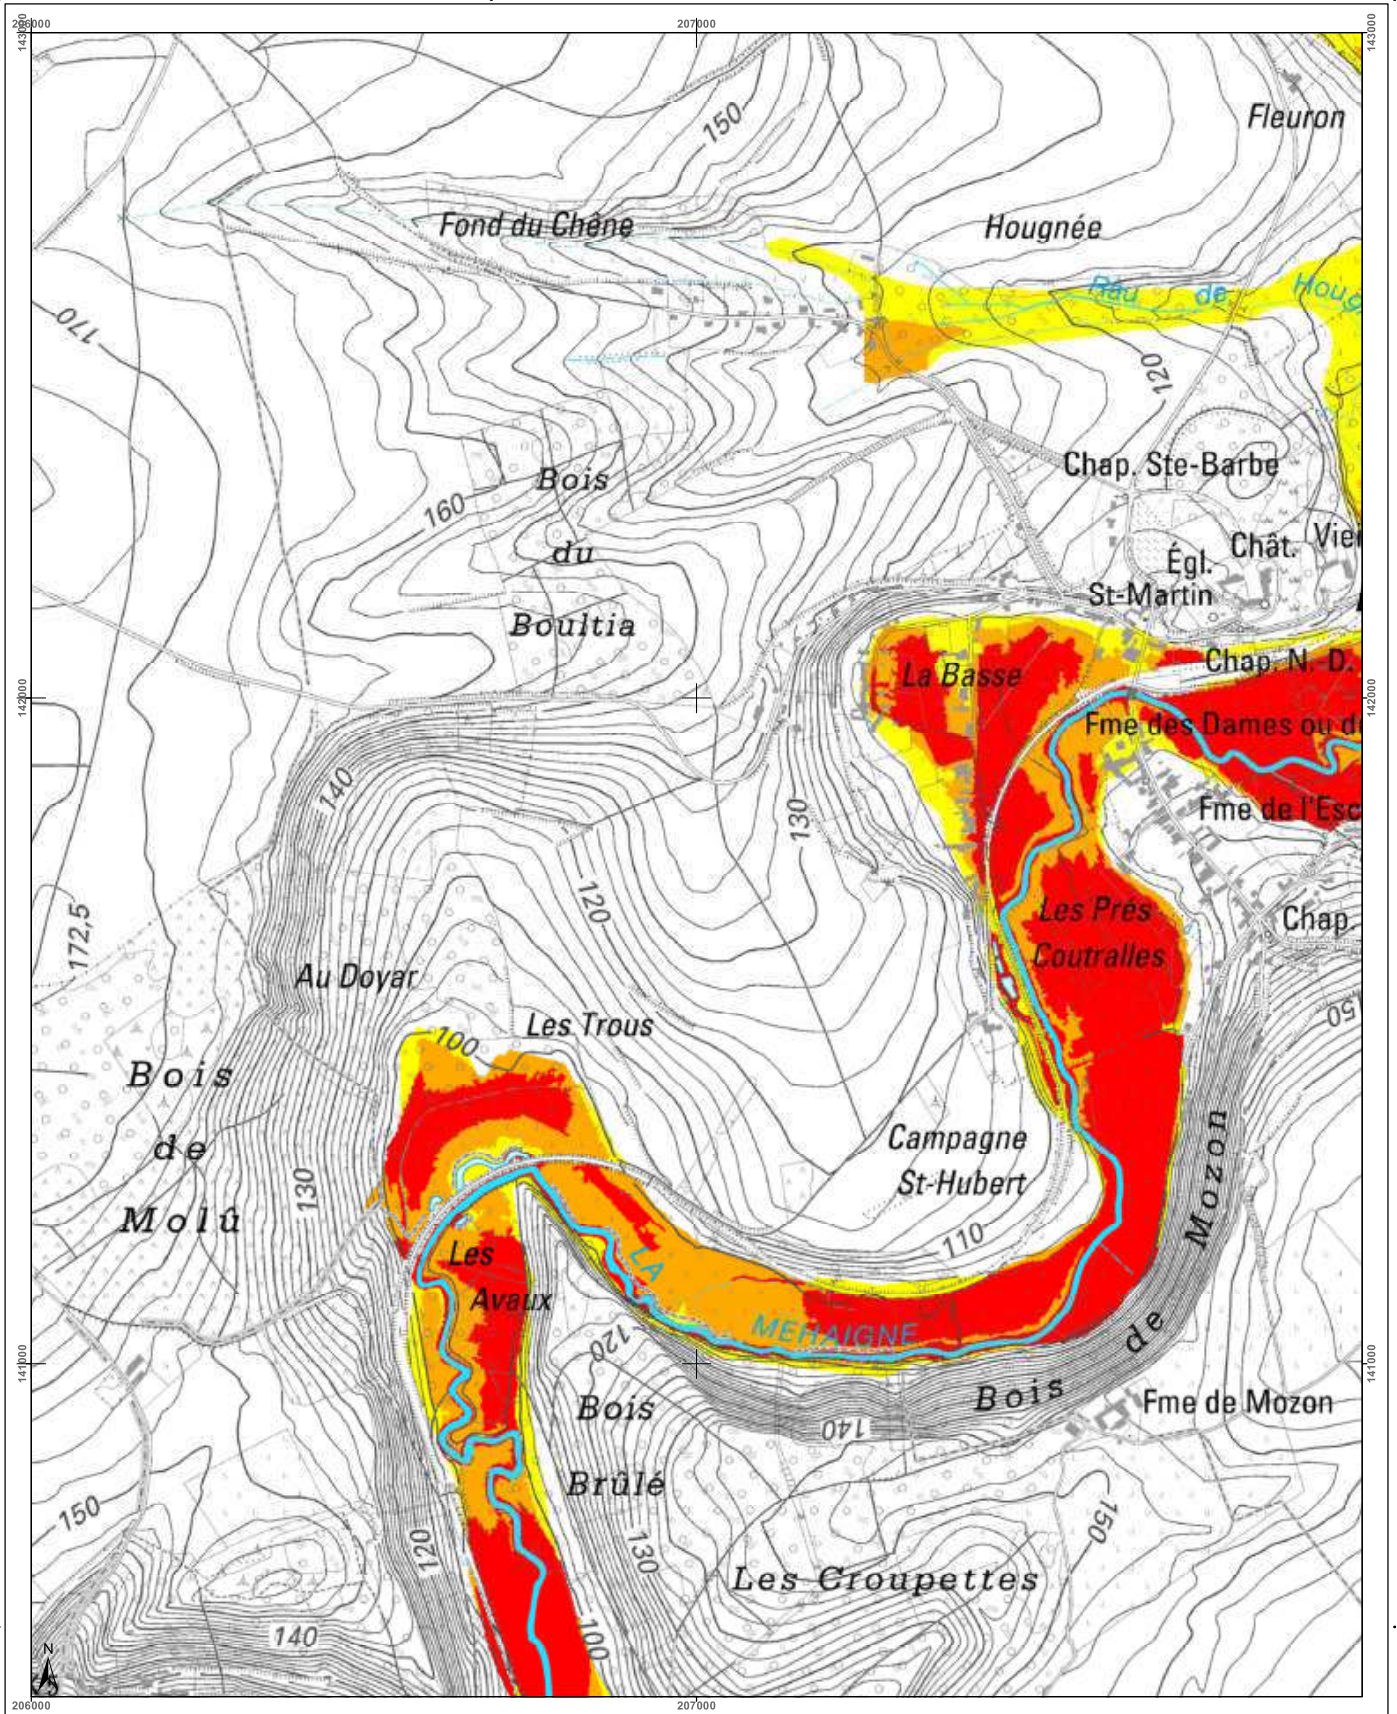 206000
207000
143000
143000
Fleuron
150
Fond du Chêne
Hougnée
Rau de Houg
170
120
Chap. Ste-Barbe
Bois
du
Boultia
160
Égl.
St-Martin
Chât.
Vie
La Basse
Chap. N.-D.
142000
142000
Fme des Dames ou d
140
130
Fme de l'Esc
120
172,5
Les Prés
Coutralles
Chap.
Au Doyar
Les Trous
150
100
Bois
de
Molû
Campagne
St-Hubert
130
110
Les
Avaux
LA
MEHAIGNE
Bois
de
Mozon
141000
141000
120
Bois
Brûlé
140
Fme de Mozon
150
150
120
130
Les Croupettes
140
100
N
5
206000
207000